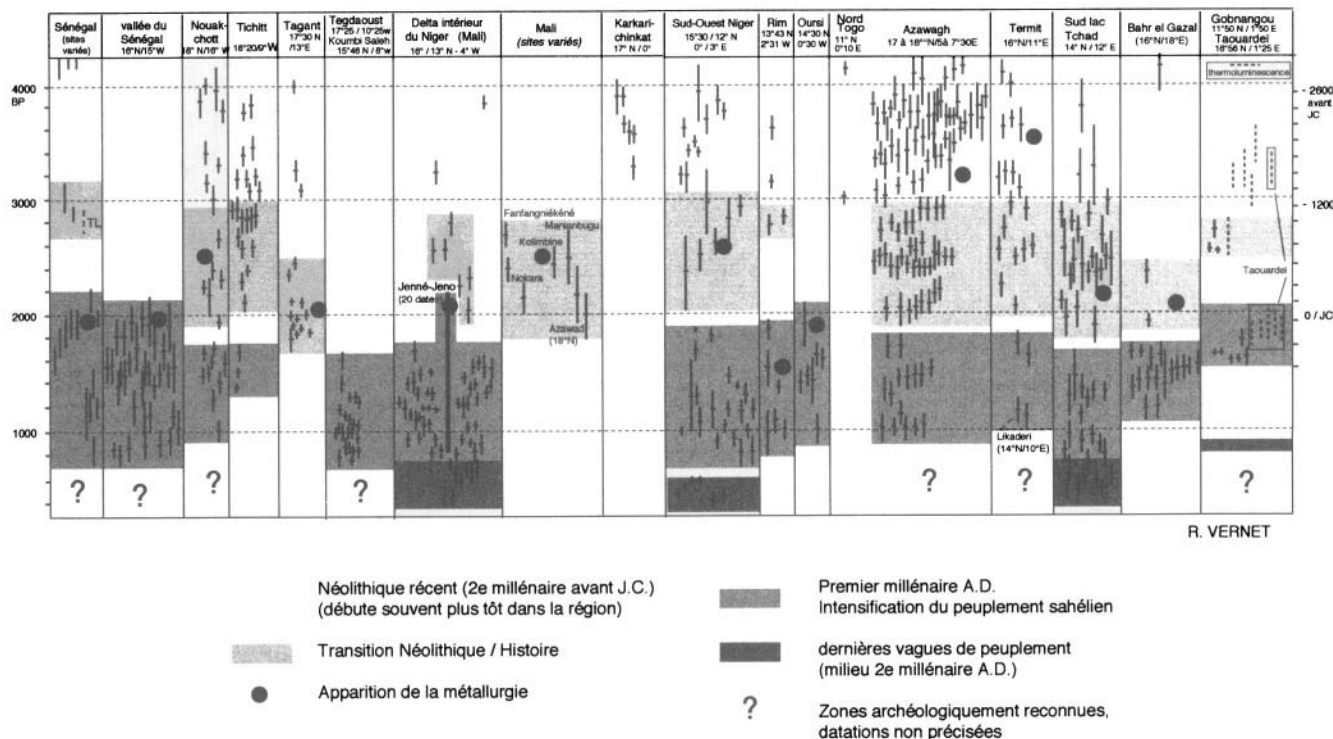 Sénégal
(sites
variés)
vallée du
Sénégal
16°N/15°W
Nouak-
chott
18° N/16° W
Tichitt
18°20/9°W
Tagant
17°30 N
/13°E
Tegdaoust
17°25 / 10°25w
Koumbi Saleh
15°46 N / 8°w
Delta intérieur
du Niger (Mali)
16° / 13° N - 4° W
Mali
(sites variés)
Karkari-
chinkat
17° N / 0°
Sud-Ouest Niger
15°30 / 12° N
0° / 3° E
Rim
13°43 N
2°31 W
Oursi
14°30 N
0°30 W
Nord
Togo
11° N
0°10 E
Azawagh
17 à 18°°N/5à 7°30E
Termit
16°N/11°E
Sud lac
Tchad
14° N / 12° E
Bahr el Gazal
(16°N/18°E)
Gobnangou
11°50 N / 1°50 E
Taouardei
16°56 N / 1°25 E
thermoluminescence
4000
BP
- 2600
avant
JC
3000
- 1200
TL
Fanfangniékéné
Manianbugu
Kolimbine
Nokara
Jenné-Jeno
(20 dates)
Taouardei
2000
0 / JC
Azawad
(18°N)
1000
Likaderi
(14°N/10°E)
?
?
?
?
?
?
?
R. VERNET
Néolithique récent (2e millénaire avant J.C.)
(débute souvent plus tôt dans la région)
Transition Néolithique / Histoire
Apparition de la métallurgie
Premier millénaire A.D.
Intensification du peuplement sahélien
dernières vagues de peuplement
(milieu 2e millénaire A.D.)
?
Zones archéologiquement reconnues,
datations non précisées